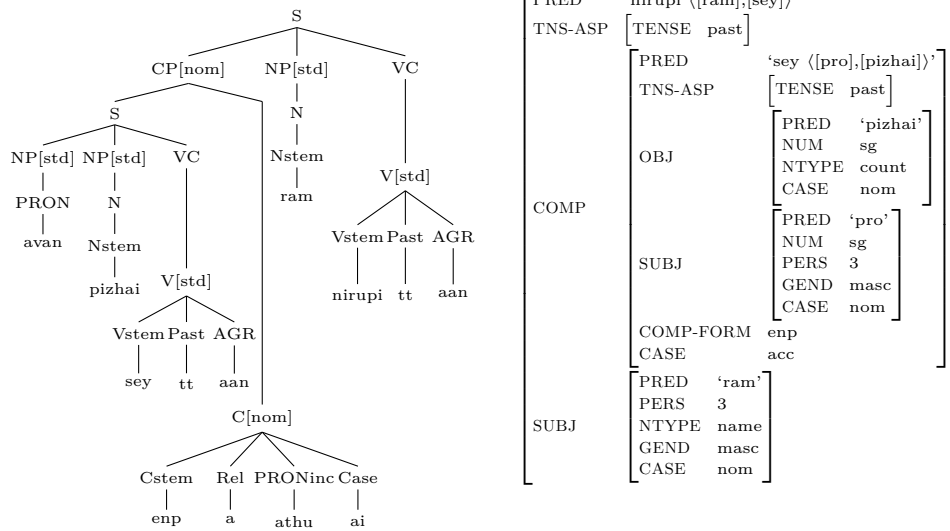 S
CP[nom] NP[std] VC
S N
NP[std] NP[std] VC Nstem V[std]
PRON N ram
avan Nstem Vstem Past AGR
pizhai V[std] nirupi tt aan
Vstem Past AGR
sey tt aan
C[nom]
Cstem Rel PRONinc Case
enp a athu ai
TNS-ASP [TENSE past]
COMP
PRED ‘sey ⟨[pro],[pizhai]⟩’
TNS-ASP [TENSE past]
OBJ
PRED ‘pizhai’
NUM sg
NTYPE count
CASE nom
SUBJ
PRED ‘pro’
NUM sg
PERS 3
GEND masc
CASE nom
COMP-FORM enp
CASE acc
SUBJ
PRED ‘ram’
PERS 3
NTYPE name
GEND masc
CASE nom